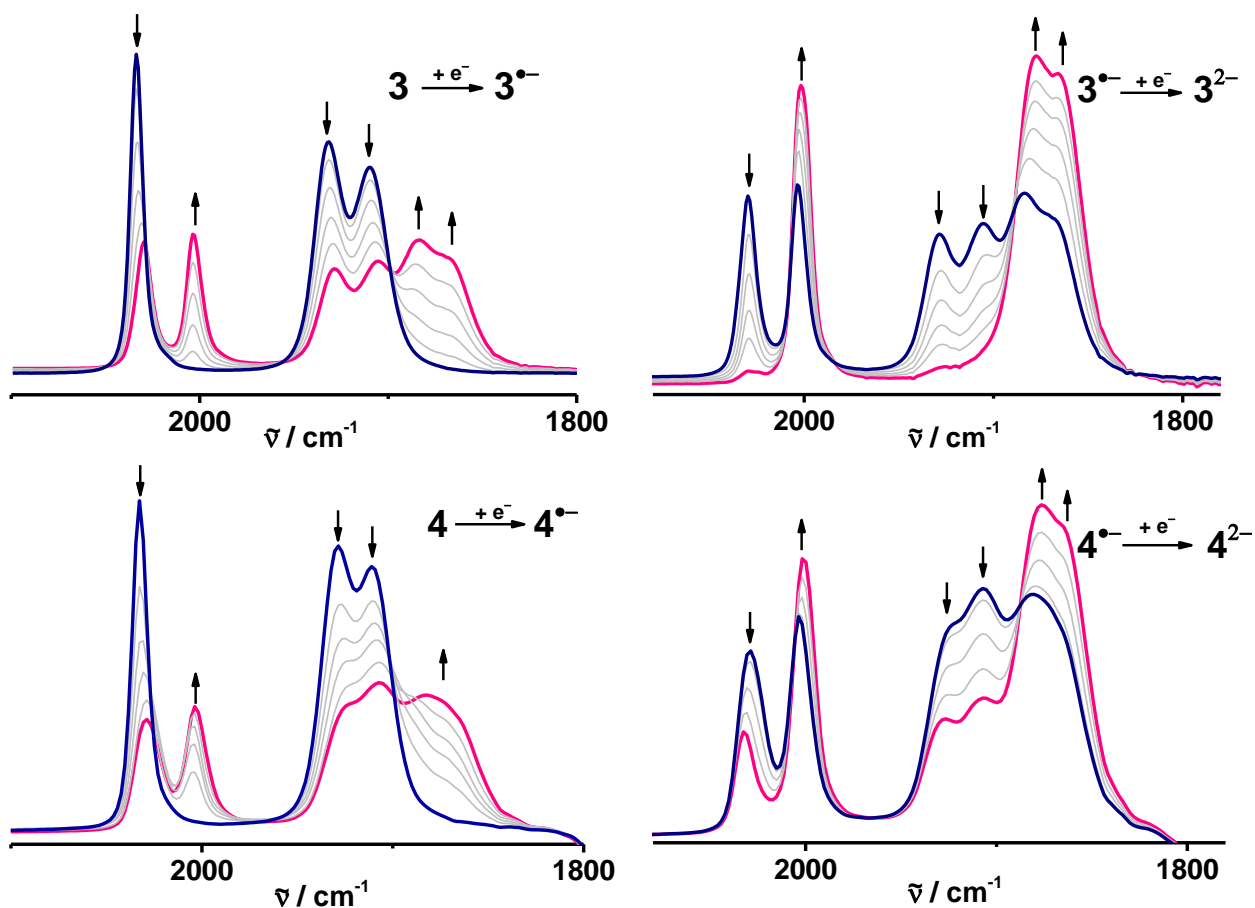 3 + e⁻ → 3•⁻
3•⁻ + e⁻ → 3²⁻
2000 1800
ṽ / cm⁻¹
2000 1800
ṽ / cm⁻¹
4 + e⁻ → 4•⁻
4•⁻ + e⁻ → 4²⁻
2000 1800
ṽ / cm⁻¹
2000 1800
ṽ / cm⁻¹